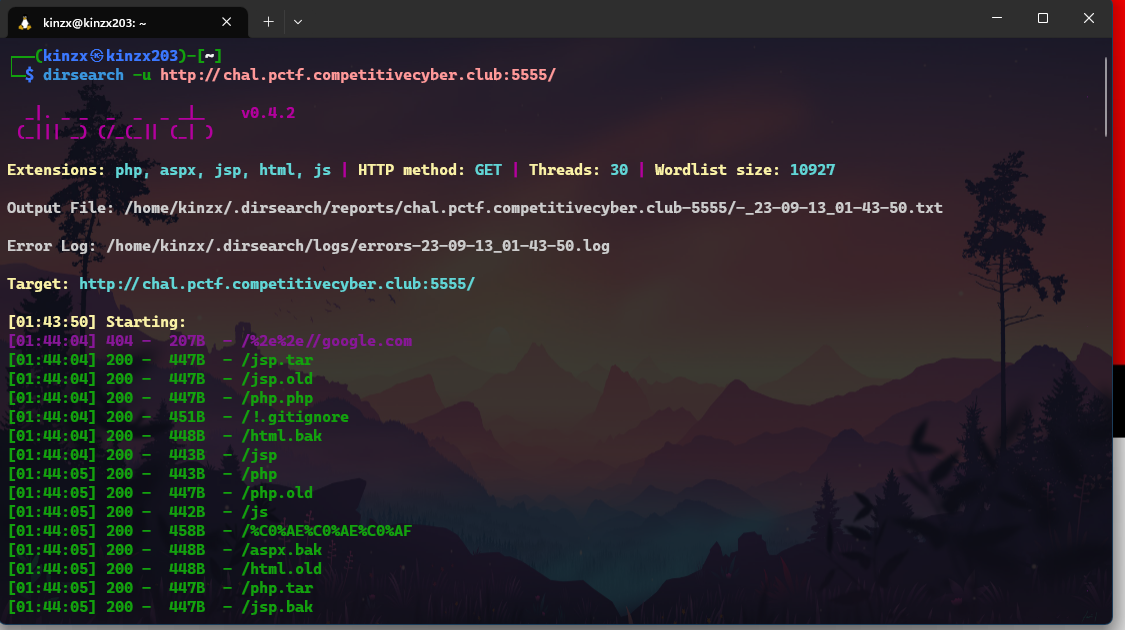 kinzx@kinzx203: ~
┌──(kinzx㉿kinzx203)-[~]
└─$ dirsearch -u http://chal.pctf.competitivecyber.club:5555/
_|. _ _  _  _  _ _|_    v0.4.2
(_||| _) (/_(_|| (_| )
Extensions: php, aspx, jsp, html, js | HTTP method: GET | Threads: 30 | Wordlist size: 10927
Output File: /home/kinzx/.dirsearch/reports/chal.pctf.competitivecyber.club-5555/-_23-09-13_01-43-50.txt
Error Log: /home/kinzx/.dirsearch/logs/errors-23-09-13_01-43-50.log
Target: http://chal.pctf.competitivecyber.club:5555/
[01:43:50] Starting:
[01:44:04] 404 -  207B  - /%2e%2e//google.com
[01:44:04] 200 -  447B  - /jsp.tar
[01:44:04] 200 -  447B  - /jsp.old
[01:44:04] 200 -  447B  - /php.php
[01:44:04] 200 -  451B  - /!.gitignore
[01:44:04] 200 -  448B  - /html.bak
[01:44:04] 200 -  443B  - /jsp
[01:44:05] 200 -  443B  - /php
[01:44:05] 200 -  447B  - /php.old
[01:44:05] 200 -  442B  - /js
[01:44:05] 200 -  458B  - /%C0%AE%C0%AE%C0%AF
[01:44:05] 200 -  448B  - /aspx.bak
[01:44:05] 200 -  448B  - /html.old
[01:44:05] 200 -  447B  - /php.tar
[01:44:05] 200 -  447B  - /jsp.bak